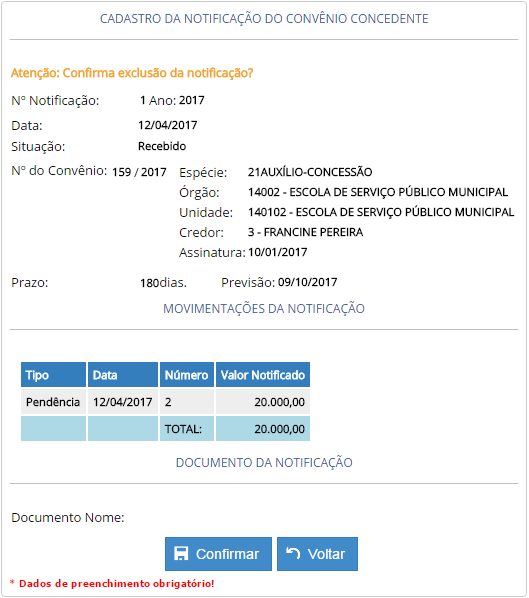 CADASTRO DA NOTIFICAÇÃO DO CONVÊNIO CONCEDENTE
Atenção: Confirma exclusão da notificação?
Nº Notificação: 1 Ano: 2017
Data: 12/04/2017
Situação: Recebido
Nº do Convênio: 159 / 2017 Espécie: 21AUXÍLIO-CONCESSÃO
Órgão: 14002 - ESCOLA DE SERVIÇO PÚBLICO MUNICIPAL
Unidade: 140102 - ESCOLA DE SERVIÇO PÚBLICO MUNICIPAL
Credor: 3 - FRANCINE PEREIRA
Assinatura: 10/01/2017
Prazo: 180dias. Previsão: 09/10/2017
MOVIMENTAÇÕES DA NOTIFICAÇÃO
Tipo Data Número Valor Notificado
Pendência 12/04/2017 2 20.000,00
TOTAL: 20.000,00
DOCUMENTO DA NOTIFICAÇÃO
Documento Nome:
Confirmar Voltar
* Dados de preenchimento obrigatório!